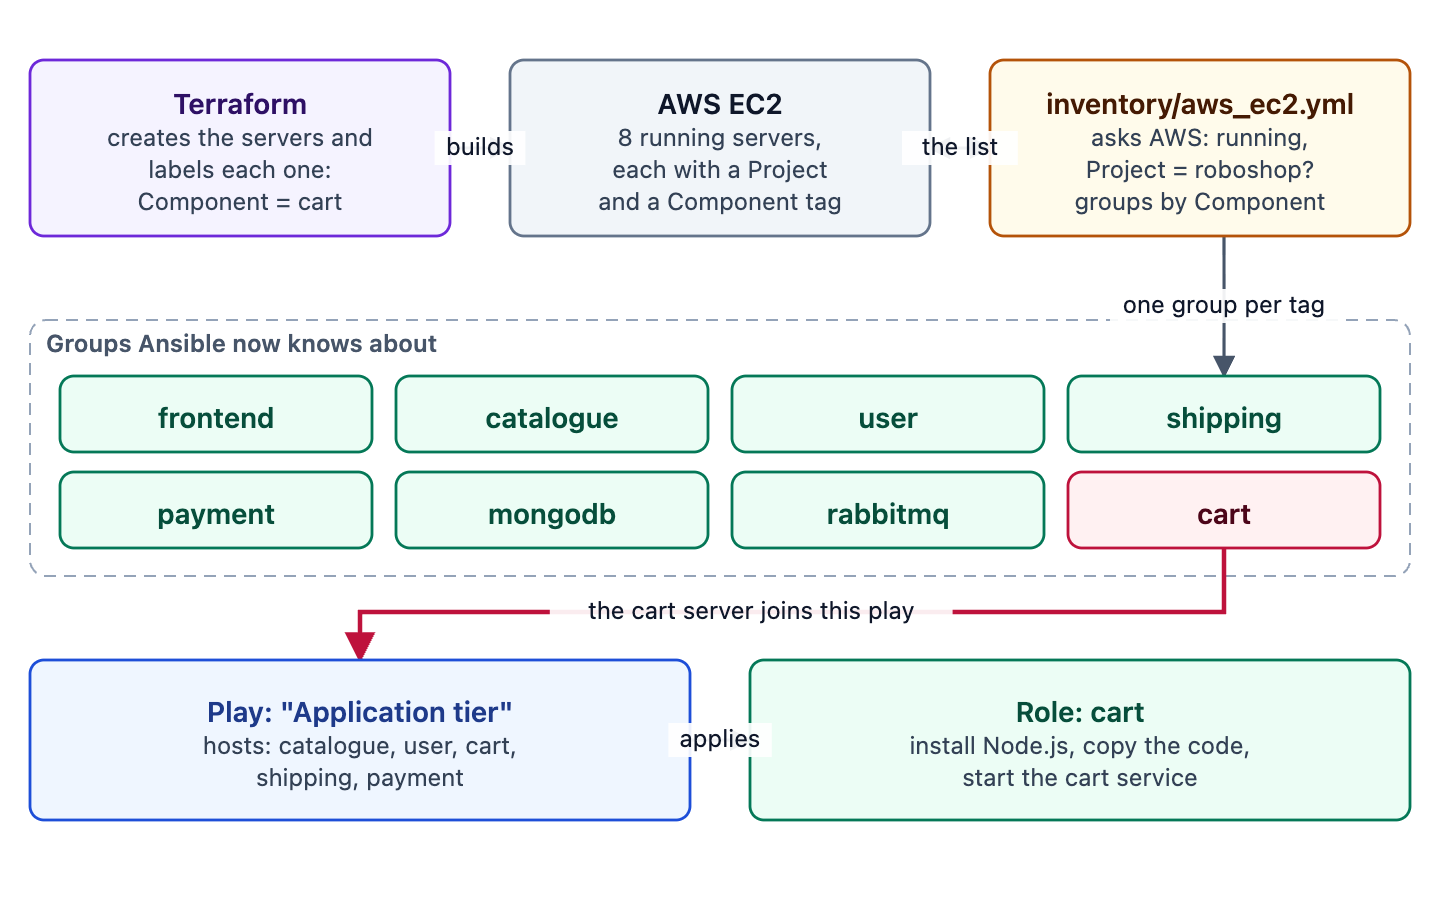 Terraform
creates the servers and
labels each one:
Component = cart
builds
AWS EC2
8 running servers,
each with a Project
and a Component tag
the list
inventory/aws_ec2.yml
asks AWS: running,
Project = roboshop?
groups by Component
one group per tag
Groups Ansible now knows about
frontend
catalogue
user
shipping
payment
mongodb
rabbitmq
cart
the cart server joins this play
Play: "Application tier"
hosts: catalogue, user, cart,
shipping, payment
applies
Role: cart
install Node.js, copy the code,
start the cart service